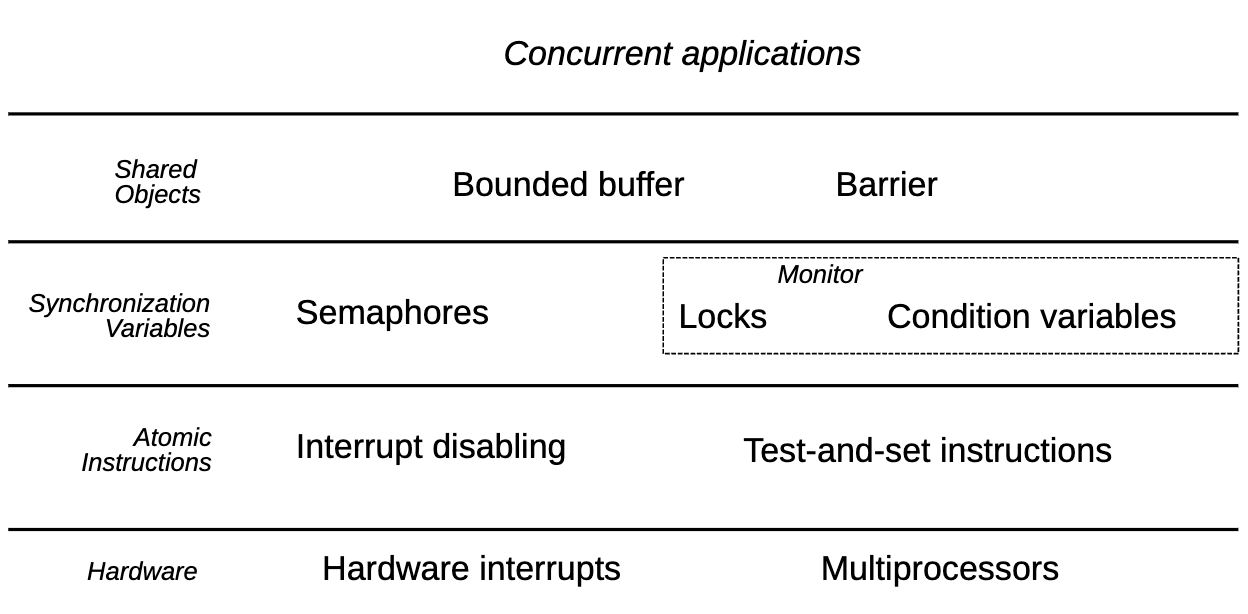 Concurrent applications
Shared
Objects
Bounded buffer
Barrier
Synchronization
Variables
Semaphores
Monitor
Locks
Condition variables
Atomic
Instructions
Interrupt disabling
Test-and-set instructions
Hardware
Hardware interrupts
Multiprocessors